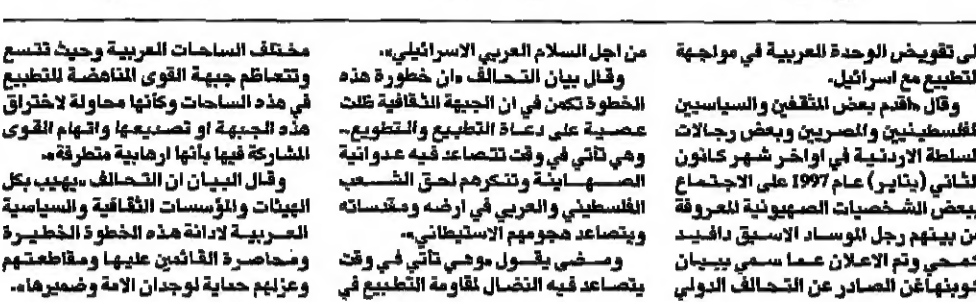 لى تقويض الوحدة العربية في مواجهة
لتطبيع مع اسرائيل.
وقال «اقدم بعض المثقفين والسياسيين
لفلسطينيين والمصريين وبعض رجالات
لسلطة الاردنية في اواخر شهر كانون
لثاني (يناير) عام 1997 على الاجتماع
ببعض الشخصيات الصهيونية المعروفة
من بينهم رجل الموساد الاسبق دافيد
كمحي وتم الاعلان عما سمي ببيان
كوبنهاغن الصادر عن التحالف الدولي
من اجل السلام العربي الاسرائيلي».
وقال بيان التحالف «ان خطورة هذه
الخطوة تكمن في ان الجبهة الثقافية ظلت
عصية على دعاة التطبيع والتطويع..
وهي تأتي في وقت تتصاعد فيه عدوانية
الصهاينة وتنكرهم لحق الشعب
الفلسطيني والعربي في ارضه ومقدساته
ويتصاعد هجومهم الاستيطاني».
ومضى يقول «وهي تأتي في وقت
يتصاعد فيه النضال لمقاومة التطبيع في
مختلف الساحات العربية وحيث تتسع
وتتعاظم جبهة القوى المناهضة للتطبيع
في هذه الساحات وكأنها محاولة لاختراق
هذه الجبهة او تصديعها واتهام القوى
المشاركة فيها بأنها ارهابية متطرفة».
وقال البيان ان التحالف «يهيب بكل
الهيئات والمؤسسات الثقافية والسياسية
العربية لادانة هذه الخطوة الخطيرة
ومحاصرة القائمين عليها ومقاطعتهم
وعزلهم حماية لوجدان الامة وضميرها».